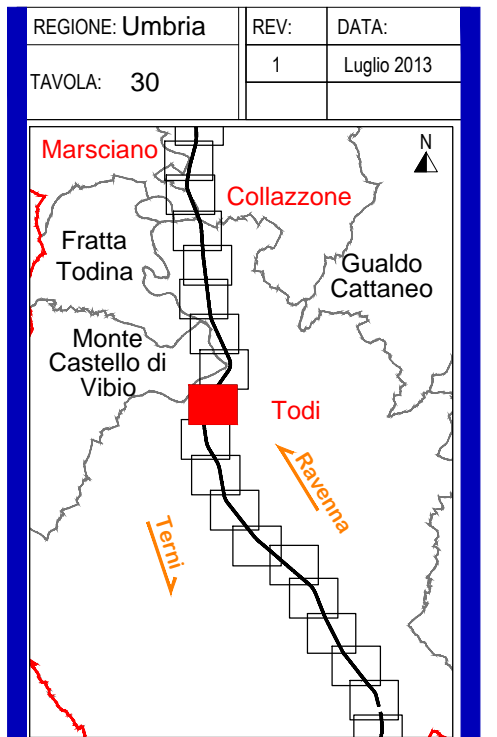 REGIONE: Umbria
REV:
DATA:
TAVOLA: 30
1
Luglio 2013
N
Marsciano
Collazzone
Fratta
Todina
Gualdo
Cattaneo
Monte
Castello di
Vibio
Todi
Ravenna
Terni